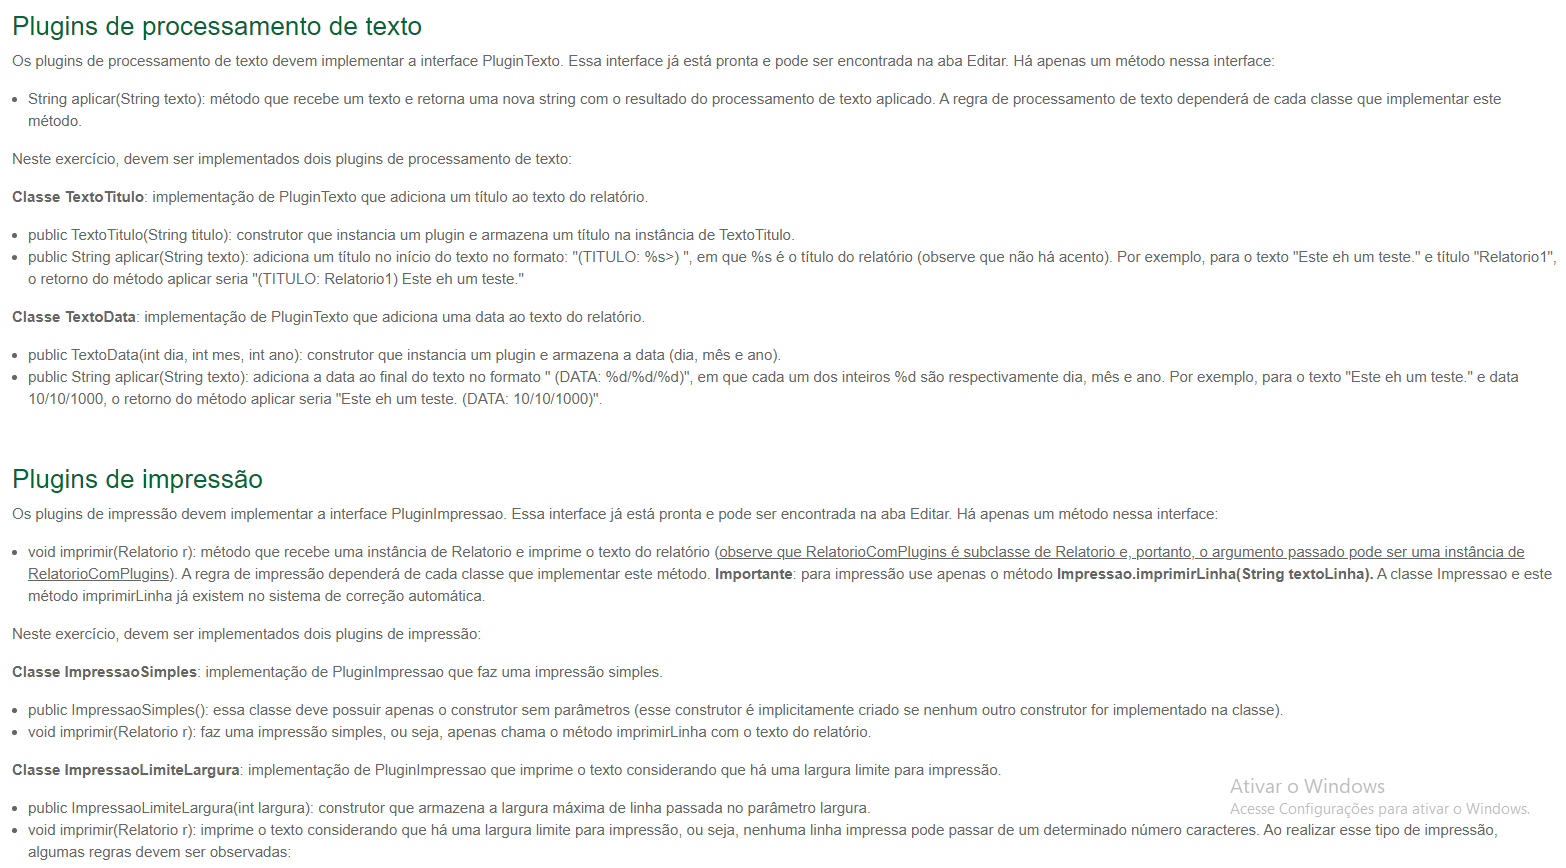 Plugins de processamento de texto
Os plugins de processamento de texto devem implementar a interface PluginTexto. Essa interface já está pronta e pode ser encontrada na aba Editar. Há apenas um método nessa interface:
• String aplicar(String texto): método que recebe um texto e retorna uma nova string com o resultado do processamento de texto aplicado. A regra de processamento de texto dependerá de cada classe que implementar este
método.
Neste exercício, devem ser implementados dois plugins de processamento de texto:
Classe TextoTitulo: implementação de PluginTexto que adiciona um título ao texto do relatório.
• public TextoTitulo(String titulo): construtor que instancia um plugin e armazena um título na instância de TextoTitulo.
• public String aplicar(String texto): adiciona um título no início do texto no formato: "(TITULO: %s>) ", em que %s é o título do relatório (observe que não há acento). Por exemplo, para o texto "Este eh um teste." e título "Relatorio1",
o retorno do método aplicar seria "(TITULO: Relatorio1) Este eh um teste."
Classe TextoData: implementação de PluginTexto que adiciona uma data ao texto do relatório.
• public TextoData(int dia, int mes, int ano): construtor que instancia um plugin e armazena a data (dia, mês e ano).
• public String aplicar(String texto): adiciona a data ao final do texto no formato " (DATA: %d/%d/%d)", em que cada um dos inteiros %d são respectivamente dia, mês e ano. Por exemplo, para o texto "Este eh um teste." e data
10/10/1000, o retorno do método aplicar seria "Este eh um teste. (DATA: 10/10/1000)".
Plugins de impressão
Os plugins de impressão devem implementar a interface PluginImpressao. Essa interface já está pronta e pode ser encontrada na aba Editar. Há apenas um método nessa interface:
• void imprimir(Relatorio r): método que recebe uma instância de Relatorio e imprime o texto do relatório (observe que RelatorioComPlugins é subclasse de Relatorio e, portanto, o argumento passado pode ser uma instância de
RelatorioComPlugins). A regra de impressão dependerá de cada classe que implementar este método. Importante: para impressão use apenas o método Impressao.imprimirLinha(String textoLinha). A classe Impressao e este
método imprimirLinha já existem no sistema de correção automática.
Neste exercício, devem ser implementados dois plugins de impressão:
Classe ImpressaoSimples: implementação de PluginImpressao que faz uma impressão simples.
• public ImpressaoSimples(): essa classe deve possuir apenas o construtor sem parâmetros (esse construtor é implicitamente criado se nenhum outro construtor for implementado na classe).
• void imprimir(Relatorio r): faz uma impressão simples, ou seja, apenas chama o método imprimirLinha com o texto do relatório.
Classe ImpressaoLimiteLargura: implementação de PluginImpressao que imprime o texto considerando que há uma largura limite para impressão.
• public ImpressaoLimiteLargura(int largura): construtor que armazena a largura máxima de linha passada no parâmetro largura.
• void imprimir(Relatorio r): imprime o texto considerando que há uma largura limite para impressão, ou seja, nenhuma linha impressa pode passar de um determinado número caracteres. Ao realizar esse tipo de impressão,
algumas regras devem ser observadas:
Ativar o Windows
Acesse Configurações para ativar o Windows.